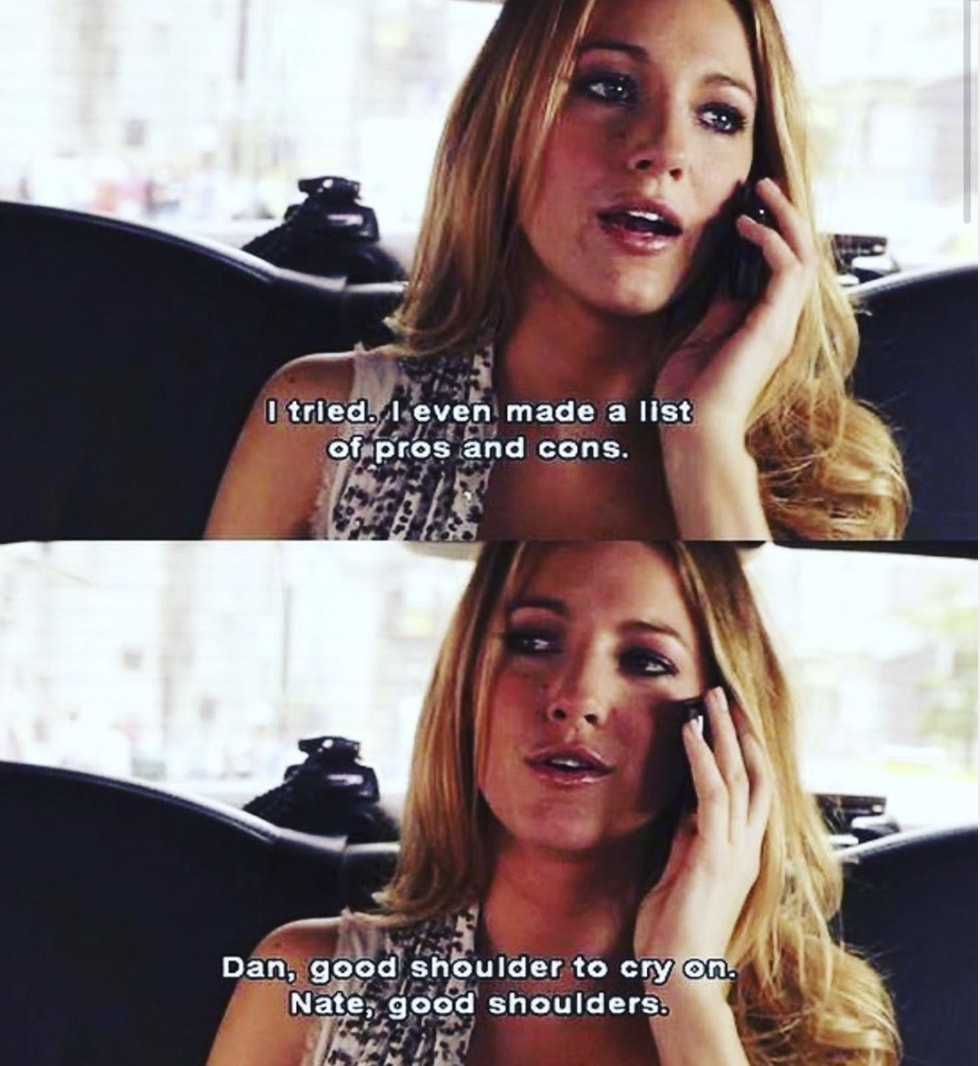 I tried. I even made a list
of pros and cons.
Dan, good shoulder to cry on.
Nate, good shoulders.